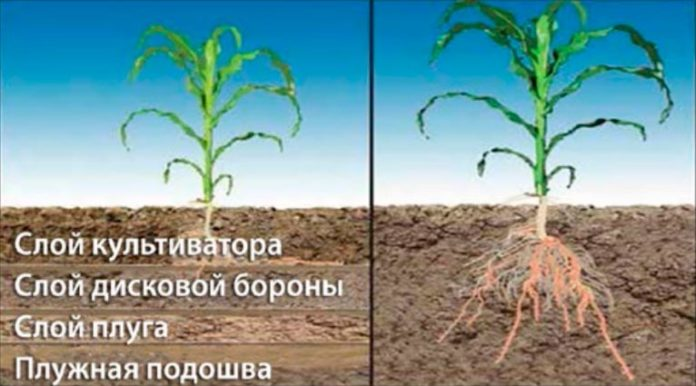 Слой культиватора
Слой дисковой бороны
Слой плуга
Плужная подошва